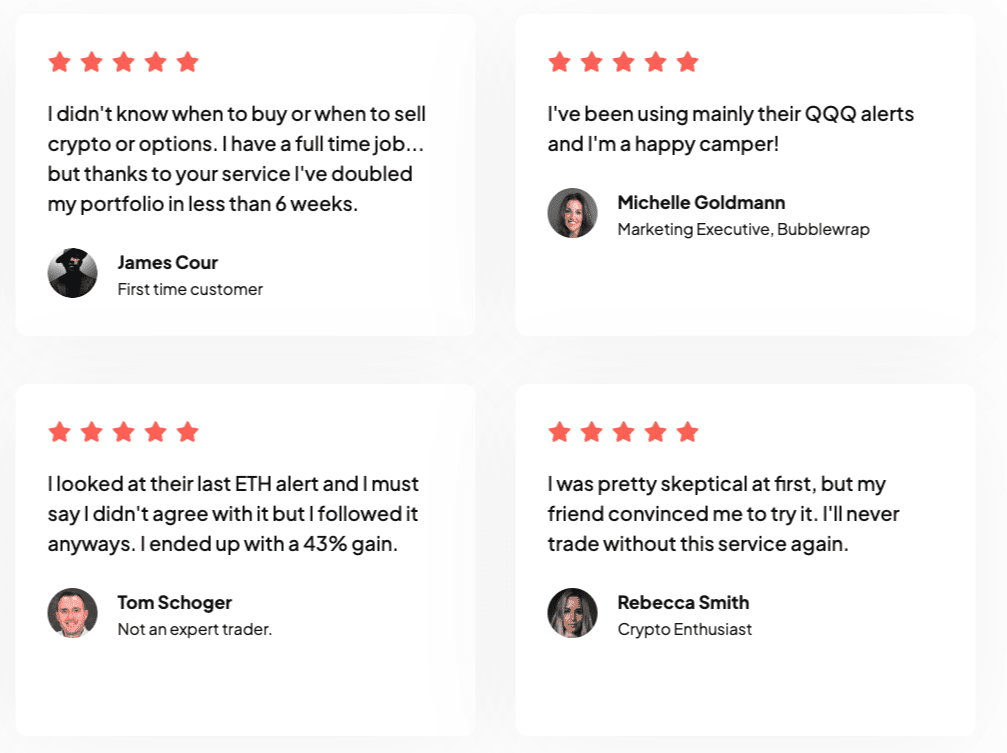 I didn't know when to buy or when to sell
crypto or options. I have a full time job...
but thanks to your service I've doubled
my portfolio in less than 6 weeks.
James Cour
First time customer
I've been using mainly their QQQ alerts
and I'm a happy camper!
Michelle Goldmann
Marketing Executive, Bubblewrap
I looked at their last ETH alert and I must
say I didn't agree with it but I followed it
anyways. I ended up with a 43% gain.
Tom Schoger
Not an expert trader.
I was pretty skeptical at first, but my
friend convinced me to try it. I'll never
trade without this service again.
Rebecca Smith
Crypto Enthusiast